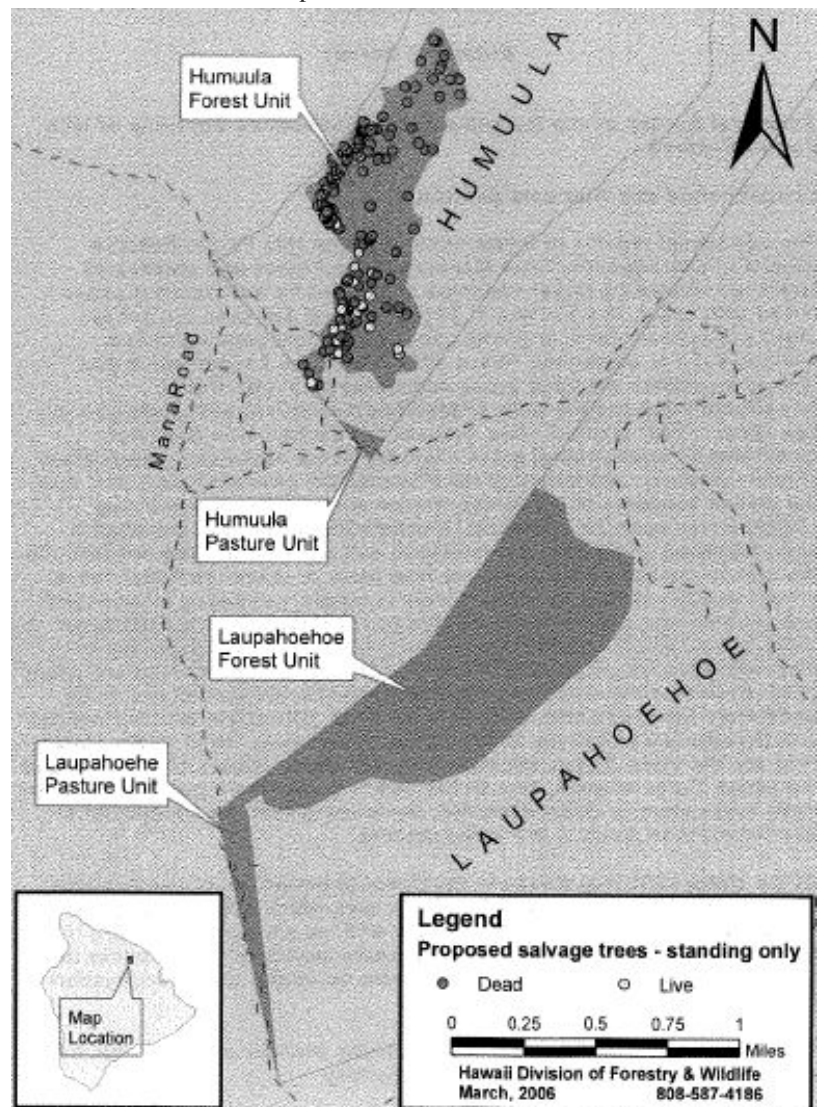 N
Humuula
Forest Unit
HUMUULA
ManaRoad
Humuula
Pasture Unit
Laupahoehoe
Forest Unit
LAUPAHOEHOE
Laupahoehe
Pasture Unit
Map
Location
Legend
Proposed salvage trees - standing only
Dead Live
0 0.25 0.5 0.75 1
Miles
Hawaii Division of Forestry & Wildlife
March, 2006 808-587-4186